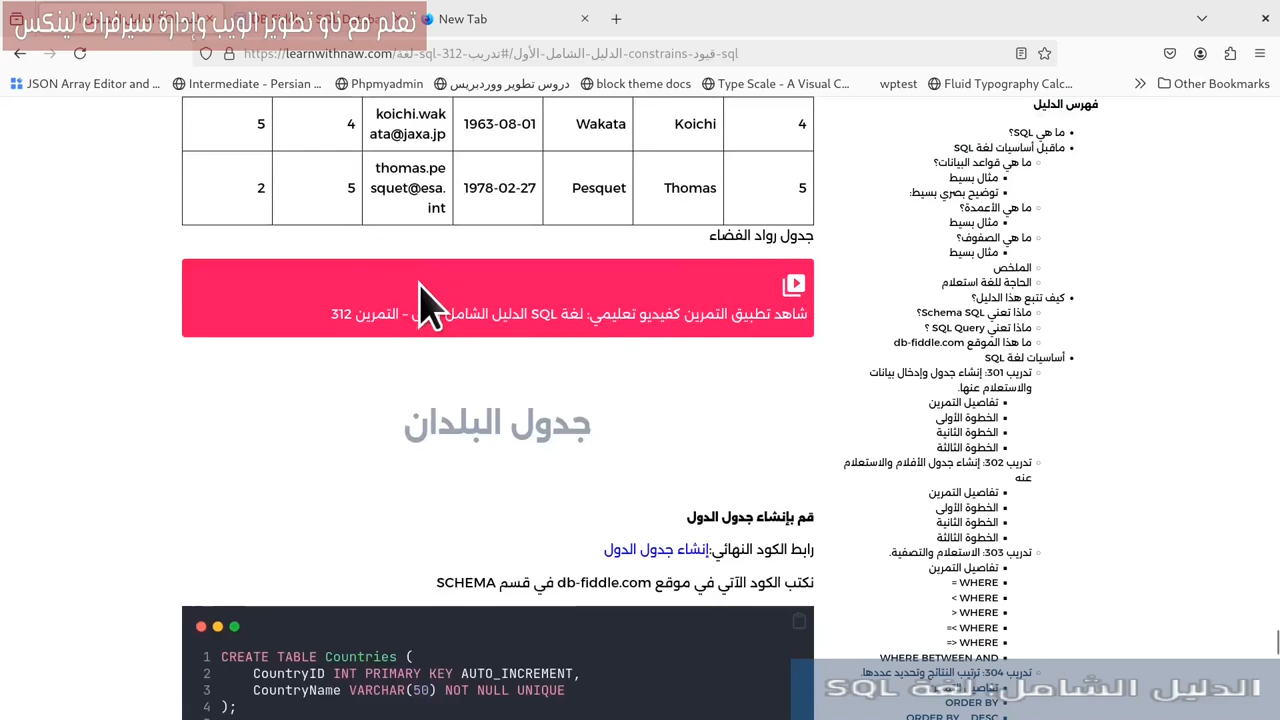 تعلم مع ناو تطوير الويب وإدارة سيرفرات لينكس
New Tab
https://learnwithnaw.com/لغة-sql-الدليل-الشامل-الأول/#تدريب-312-قيود-constrains-sql
JSON Array Editor and ...
Intermediate - Persian ...
Phpmyadmin
دروس تطوير ووردبريس
block theme docs
Type Scale - A Visual C...
wptest
Fluid Typography Calc...
Other Bookmarks
4 Koichi Wakata 1963-08-01 koichi.wak
ata@jaxa.jp 4 5
5 Thomas Pesquet 1978-02-27 thomas.pe
squet@esa.
int 5 2
جدول رواد الفضاء
شاهد تطبيق التمرين كفيديو تعليمي: لغة SQL الدليل الشامل – التمرين 312
جدول البلدان
قم بإنشاء جدول الدول
رابط الكود النهائي:إنشاء جدول الدول
نكتب الكود الآتي في موقع db-fiddle.com في قسم SCHEMA
1 CREATE TABLE Countries (
2 CountryID INT PRIMARY KEY AUTO_INCREMENT,
3 CountryName VARCHAR(50) NOT NULL UNIQUE
4 );
فهرس الدليل
ما هي SQL؟
ماقبل أساسيات لغة SQL
ما هي قواعد البيانات؟
مثال بسيط
توضيح بصري بسيط:
ما هي الأعمدة؟
مثال بسيط
ما هي الصفوف؟
مثال بسيط
الملخص
الحاجة للغة استعلام
كيف تتبع هذا الدليل؟
ماذا تعني Schema SQL؟
ماذا تعني SQL Query ؟
ما هذا الموقع db-fiddle.com
أساسيات لغة SQL
تدريب 301: إنشاء جدول وإدخال بيانات
والاستعلام عنها.
تفاصيل التمرين
الخطوة الأولى
الخطوة الثانية
الخطوة الثالثة
تدريب 302: إنشاء جدول الأفلام والاستعلام
عنه
تفاصيل التمرين
الخطوة الأولى
الخطوة الثانية
الخطوة الثالثة
تدريب 303: الاستعلام والتصفية.
تفاصيل التمرين
= WHERE
< WHERE
> WHERE
=< WHERE
=> WHERE
WHERE BETWEEN AND
تدريب 304: ترتيب النتائج وتحديد عددها.
ORDER BY
ORDER BY ... DESC
الدليل الشامل: لغة SQL